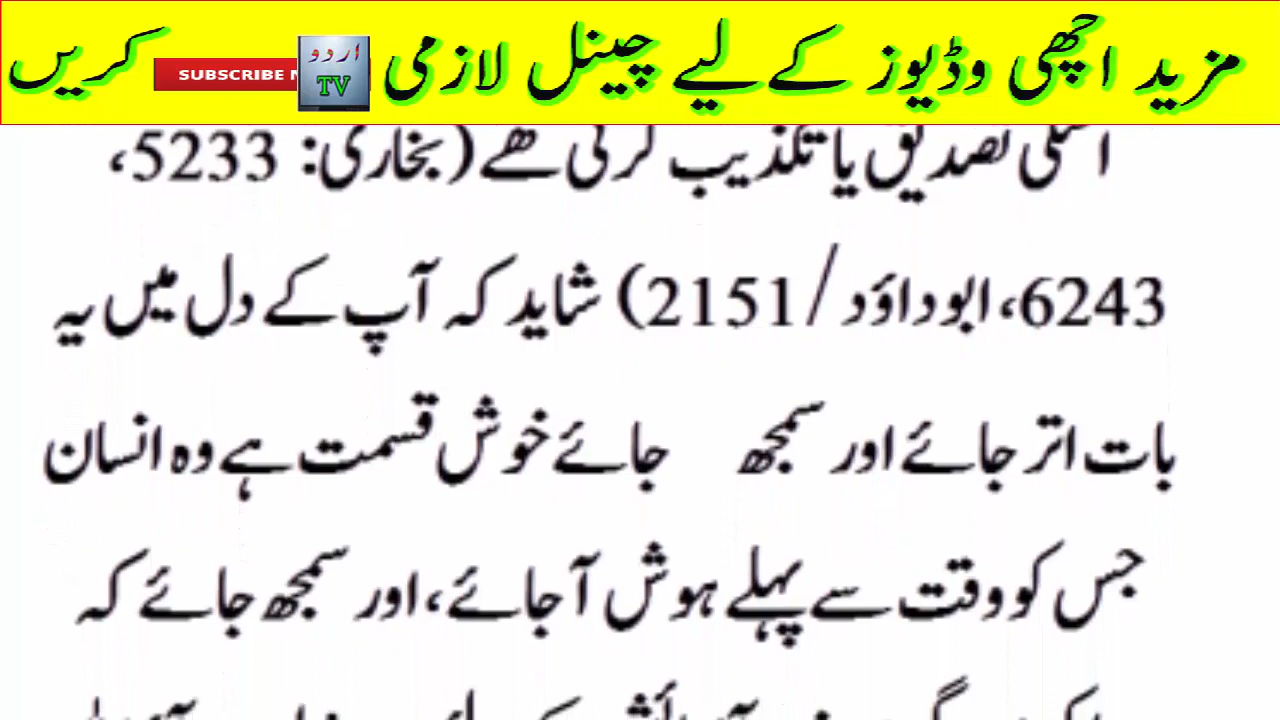 مزید اچھی وڈیوز کے لیے چینل لازمی SUBSCRIBE N کریں
اردو
TV
تصدیق یا تکذیب کرتی ھے (بخاری: 5233،
6243، ابوداؤد/2151) شاید کہ آپ کے دل میں یہ
بات اتر جائے اور سمجھ جائے خوش قسمت ہے وہ انسان
جس کو وقت سے پہلے ہوش آ جائے، اور سمجھ جائے کہ